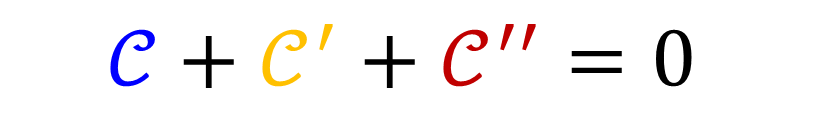 𝒞 + 𝒞′ + 𝒞′′ = 0